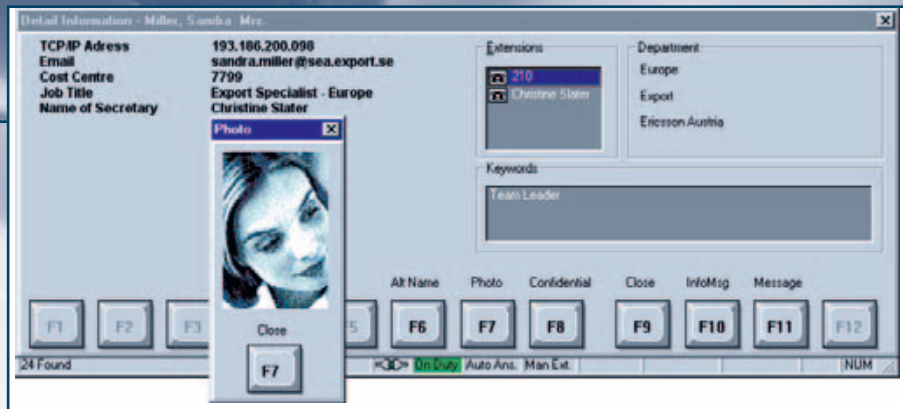 Detail Information - Miller, Sandra Mrs.
TCP/IP Adress 193.186.200.098
Email sandra.miller@sea.export.se
Cost Centre 7799
Job Title Export Specialist - Europe
Name of Secretary Christine Slater
Extensions
210
Christine Slater
Department
Europe
Export
Ericsson Austria
Keywords
Team Leader
Photo
Close
F7
Alt Name Photo Confidential Close InfoMsg Message
F1 F2 F3 F5 F6 F7 F8 F9 F10 F11 F12
24 Found On Duty Auto Ans. Man Ext. NUM